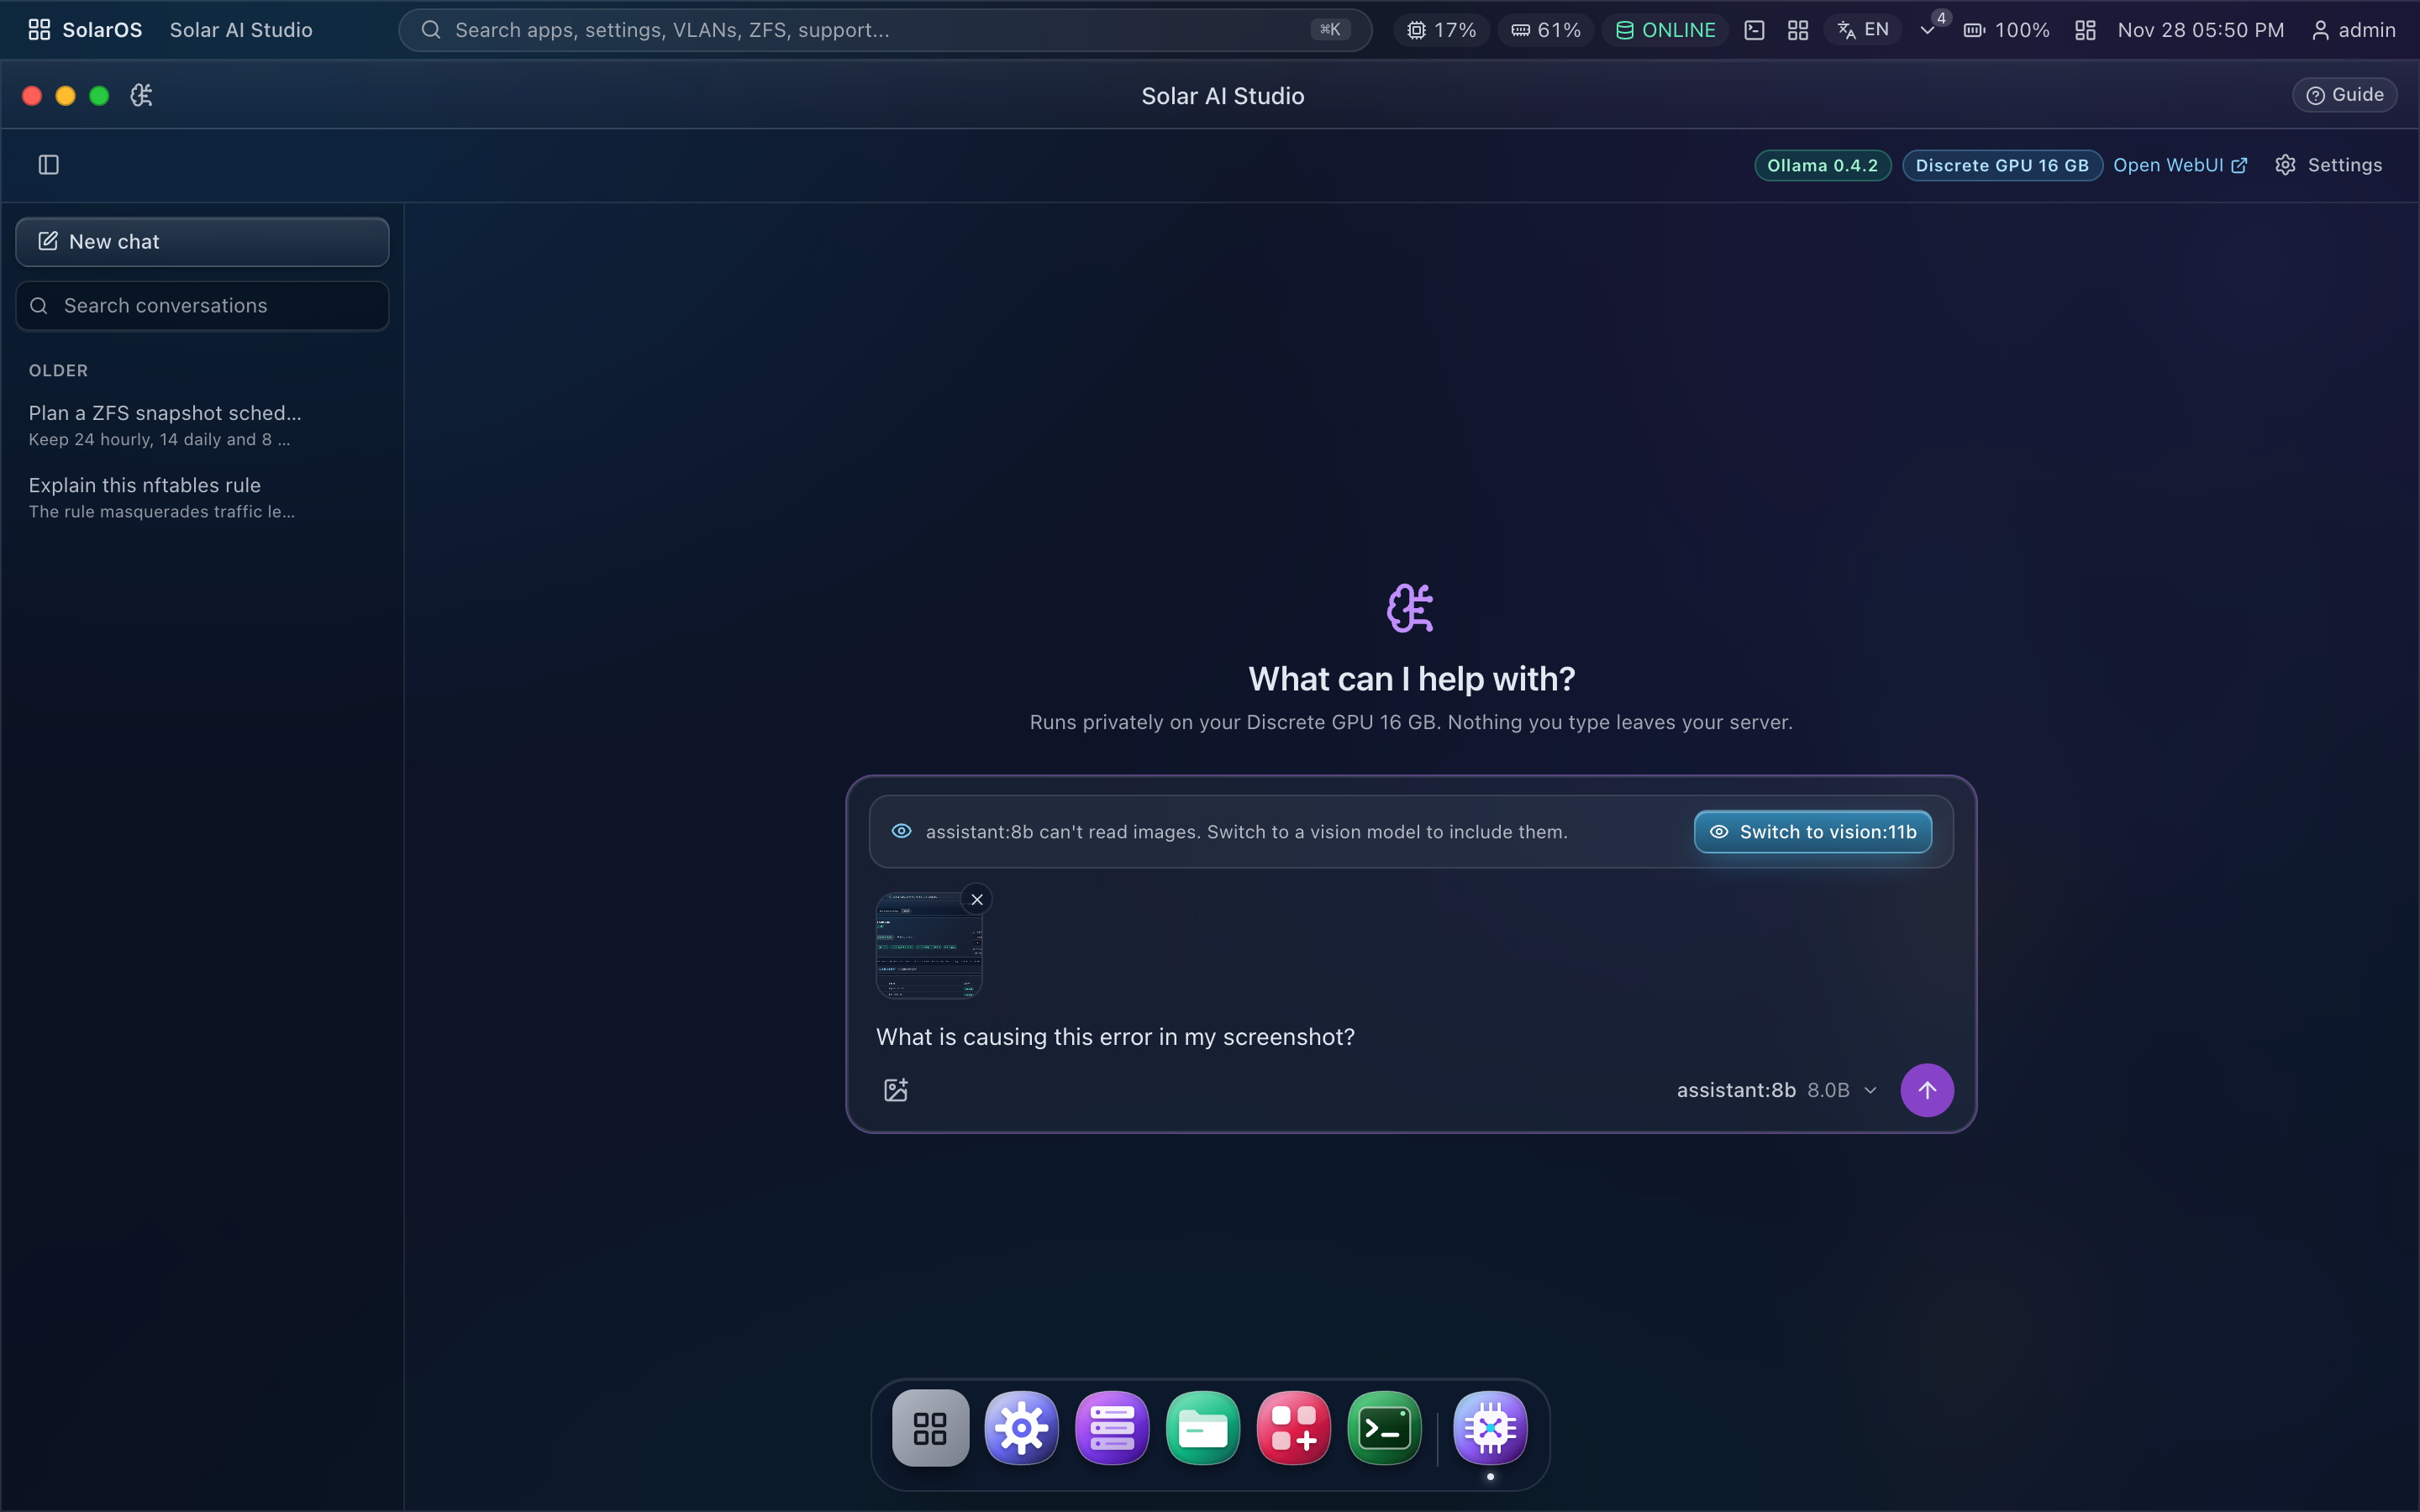 SolarOS Solar AI Studio Search apps, settings, VLANs, ZFS, support... ⌘K 17% 61% ONLINE EN 4 100% Nov 28 05:50 PM admin
Solar AI Studio Guide
Ollama 0.4.2 Discrete GPU 16 GB Open WebUI Settings
New chat
Search conversations
OLDER
Plan a ZFS snapshot sched...
Keep 24 hourly, 14 daily and 8 ...
Explain this nftables rule
The rule masquerades traffic le...
What can I help with?
Runs privately on your Discrete GPU 16 GB. Nothing you type leaves your server.
assistant:8b can't read images. Switch to a vision model to include them. Switch to vision:11b
What is causing this error in my screenshot?
assistant:8b 8.0B